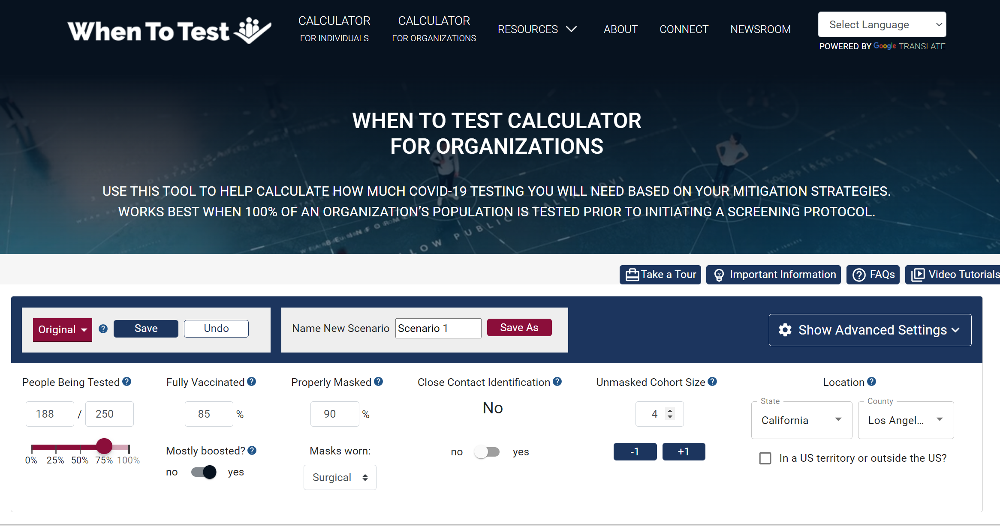 When To Test
CALCULATOR
FOR INDIVIDUALS
CALCULATOR
FOR ORGANIZATIONS
RESOURCES
ABOUT
CONNECT
NEWSROOM
Select Language
POWERED BY Google TRANSLATE
WHEN TO TEST CALCULATOR
FOR ORGANIZATIONS
USE THIS TOOL TO HELP CALCULATE HOW MUCH COVID-19 TESTING YOU WILL NEED BASED ON YOUR MITIGATION STRATEGIES.
WORKS BEST WHEN 100% OF AN ORGANIZATION’S POPULATION IS TESTED PRIOR TO INITIATING A SCREENING PROTOCOL.
Take a Tour
Important Information
FAQs
Video Tutorials
Original
Save
Undo
Name New Scenario
Scenario 1
Save As
Show Advanced Settings
People Being Tested
188 / 250
0% 25% 50% 75% 100%
Fully Vaccinated
85 %
Mostly boosted?
no yes
Properly Masked
90 %
Masks worn:
Surgical
Close Contact Identification
No
no yes
Unmasked Cohort Size
4
-1 +1
Location
State
California
County
Los Angel...
In a US territory or outside the US?